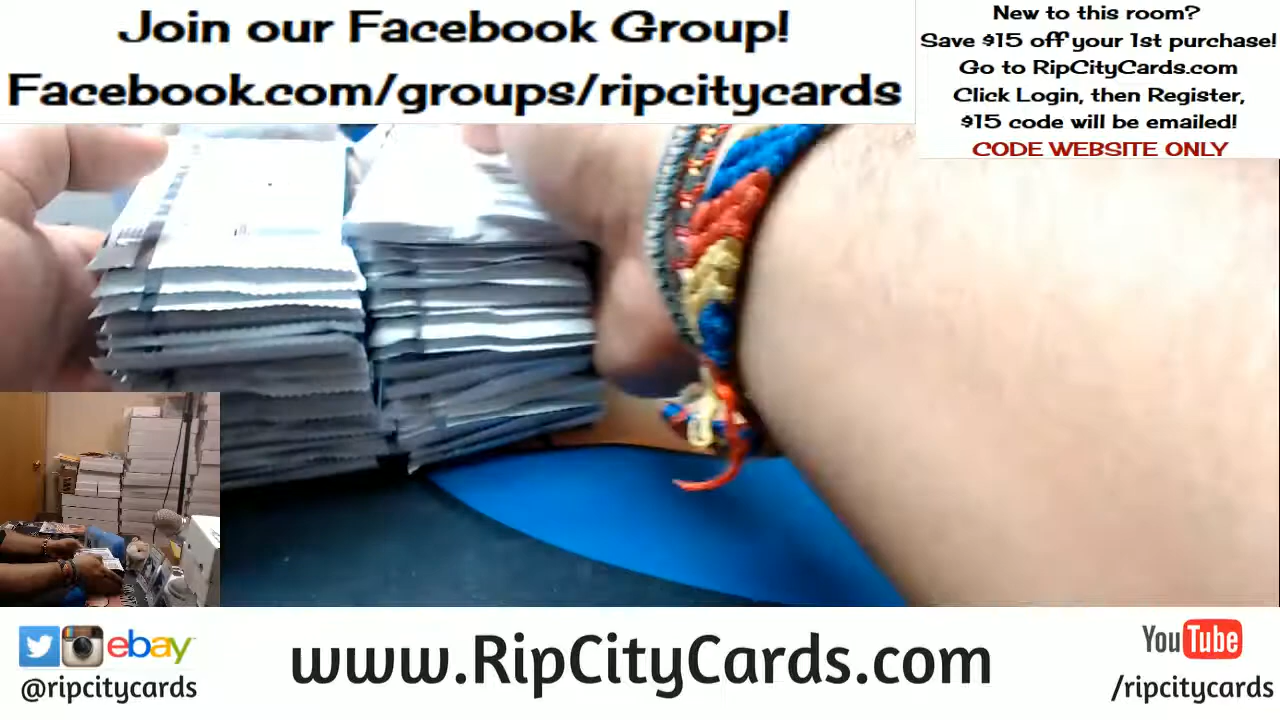 Join our Facebook Group!
Facebook.com/groups/ripcitycards
New to this room?
Save $15 off your 1st purchase!
Go to RipCityCards.com
Click Login, then Register,
$15 code will be emailed!
CODE WEBSITE ONLY
ebay
@ripcitycards
www.RipCityCards.com
YouTube
/ripcitycards